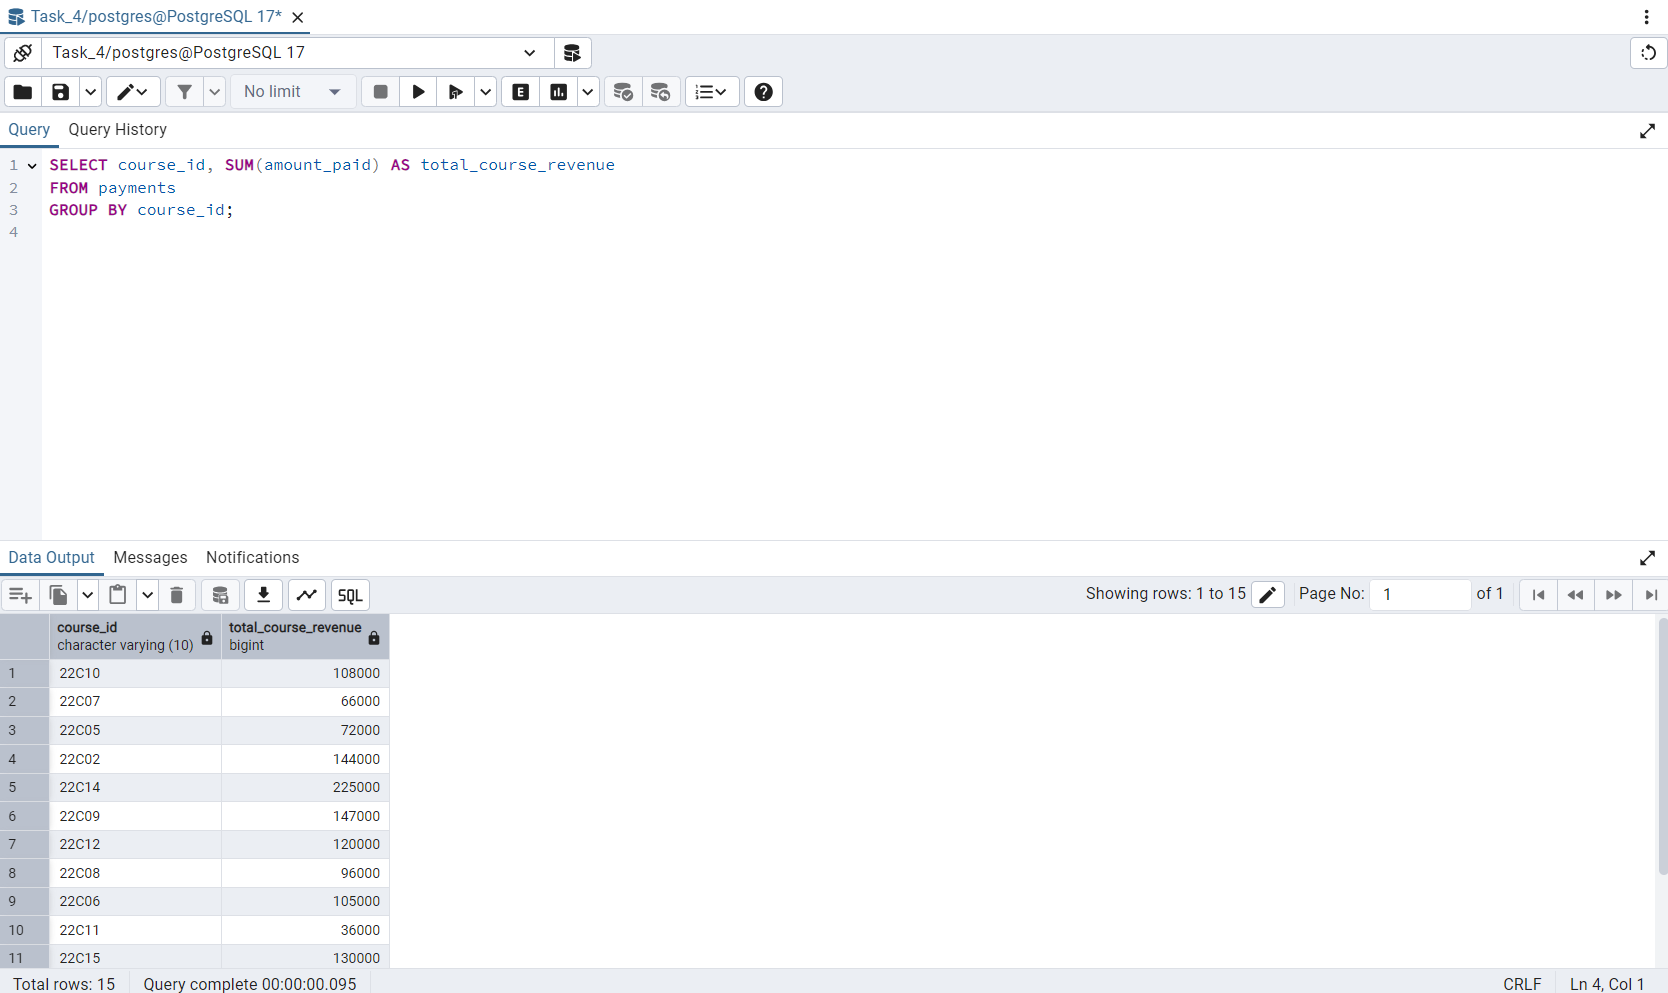 Task_4/postgres@PostgreSQL 17*
Task_4/postgres@PostgreSQL 17
No limit
E
Query Query History
1 SELECT course_id, SUM(amount_paid) AS total_course_revenue
2 FROM payments
3 GROUP BY course_id;
4
Data Output Messages Notifications
SQL Showing rows: 1 to 15 Page No: 1 of 1
course_id total_course_revenue
character varying (10) bigint
1 22C10 108000
2 22C07 66000
3 22C05 72000
4 22C02 144000
5 22C14 225000
6 22C09 147000
7 22C12 120000
8 22C08 96000
9 22C06 105000
10 22C11 36000
11 22C15 130000
Total rows: 15 Query complete 00:00:00.095 CRLF Ln 4, Col 1